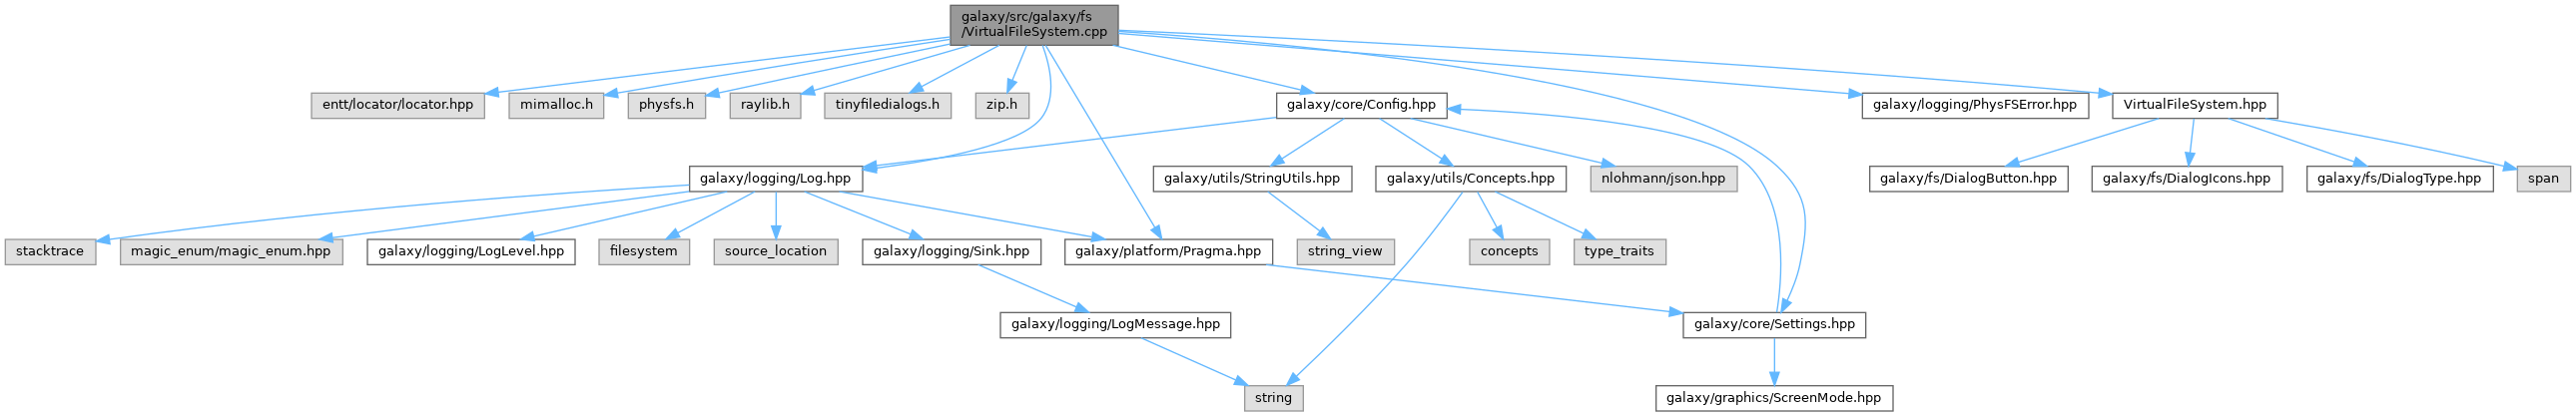 galaxy/src/galaxy/fs
/VirtualFileSystem.cpp
entt/locator/locator.hpp
mimalloc.h
physfs.h
raylib.h
tinyfiledialogs.h
zip.h
galaxy/core/Config.hpp
galaxy/logging/PhysFSError.hpp
VirtualFileSystem.hpp
galaxy/logging/Log.hpp
galaxy/utils/StringUtils.hpp
galaxy/utils/Concepts.hpp
nlohmann/json.hpp
galaxy/fs/DialogButton.hpp
galaxy/fs/DialogIcons.hpp
galaxy/fs/DialogType.hpp
span
stacktrace
magic_enum/magic_enum.hpp
galaxy/logging/LogLevel.hpp
filesystem
source_location
galaxy/logging/Sink.hpp
galaxy/platform/Pragma.hpp
string_view
concepts
type_traits
galaxy/logging/LogMessage.hpp
galaxy/core/Settings.hpp
string
galaxy/graphics/ScreenMode.hpp